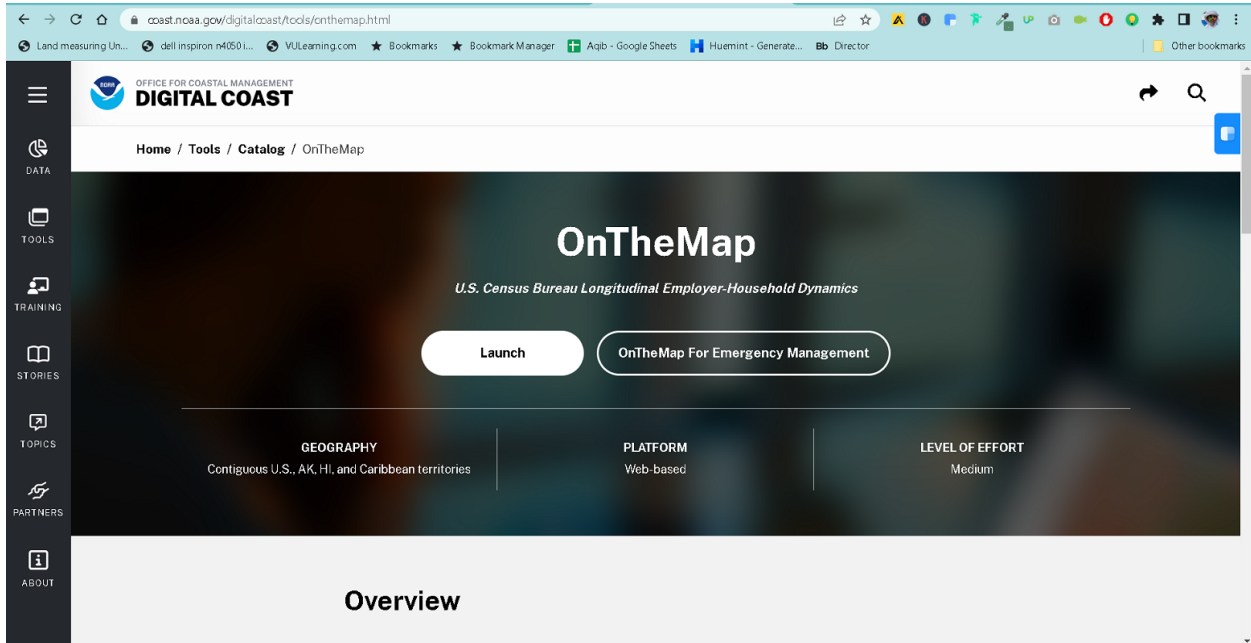 coast.noaa.gov/digitalcoast/tools/onthemap.html
Land measuring Un... dell inspiron n4050 i... VULearning.com Bookmarks Bookmark Manager Aqib - Google Sheets Huemint - Generate... Bb Director Other bookmarks
OFFICE FOR COASTAL MANAGEMENT
DIGITAL COAST
Home / Tools / Catalog / OnTheMap
DATA
TOOLS
TRAINING
STORIES
TOPICS
PARTNERS
ABOUT
OnTheMap
U.S. Census Bureau Longitudinal Employer-Household Dynamics
Launch OnTheMap For Emergency Management
GEOGRAPHY PLATFORM LEVEL OF EFFORT
Contiguous U.S., AK, HI, and Caribbean territories Web-based Medium
Overview